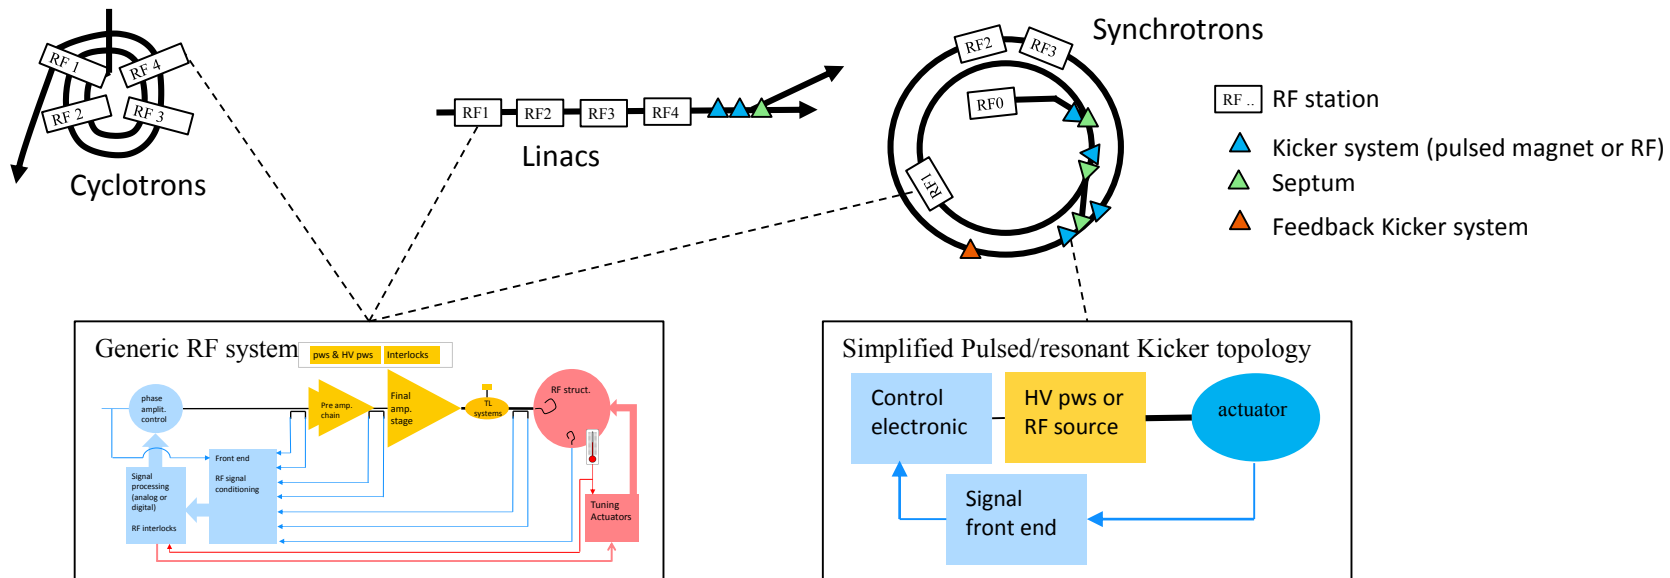 RF 1
RF 4
RF 2
RF 3
Cyclotrons
RF1
RF2
RF3
RF4
Linacs
Synchrotrons
RF2
RF3
RF0
RF1
RF ..
RF station
Kicker system (pulsed magnet or RF)
Septum
Feedback Kicker system
Generic RF system
pws & HV pws
Interlocks
phase
amplit.
control
Pre amp.
chain
Final
amp.
stage
TL
systems
RF struct.
Front end
RF signal
conditioning
Signal
processing
(analog or
digital)
RF interlocks
Tuning
Actuators
Simplified Pulsed/resonant Kicker topology
Control
electronic
HV pws or
RF source
actuator
Signal
front end